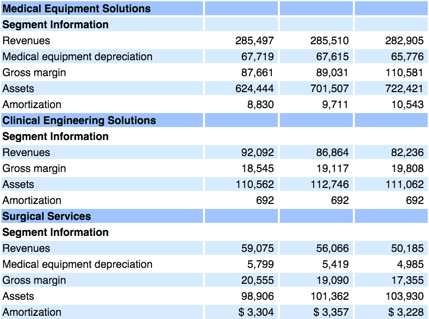 Medical Equipment Solutions
Segment Information
Revenues 285,497 285,510 282,905
Medical equipment depreciation 67,719 67,615 65,776
Gross margin 87,661 89,031 110,581
Assets 624,444 701,507 722,421
Amortization 8,830 9,711 10,543
Clinical Engineering Solutions
Segment Information
Revenues 92,092 86,864 82,236
Gross margin 18,545 19,117 19,808
Assets 110,562 112,746 111,062
Amortization 692 692 692
Surgical Services
Segment Information
Revenues 59,075 56,066 50,185
Medical equipment depreciation 5,799 5,419 4,985
Gross margin 20,555 19,090 17,355
Assets 98,906 101,362 103,930
Amortization $ 3,304 $ 3,357 $ 3,228